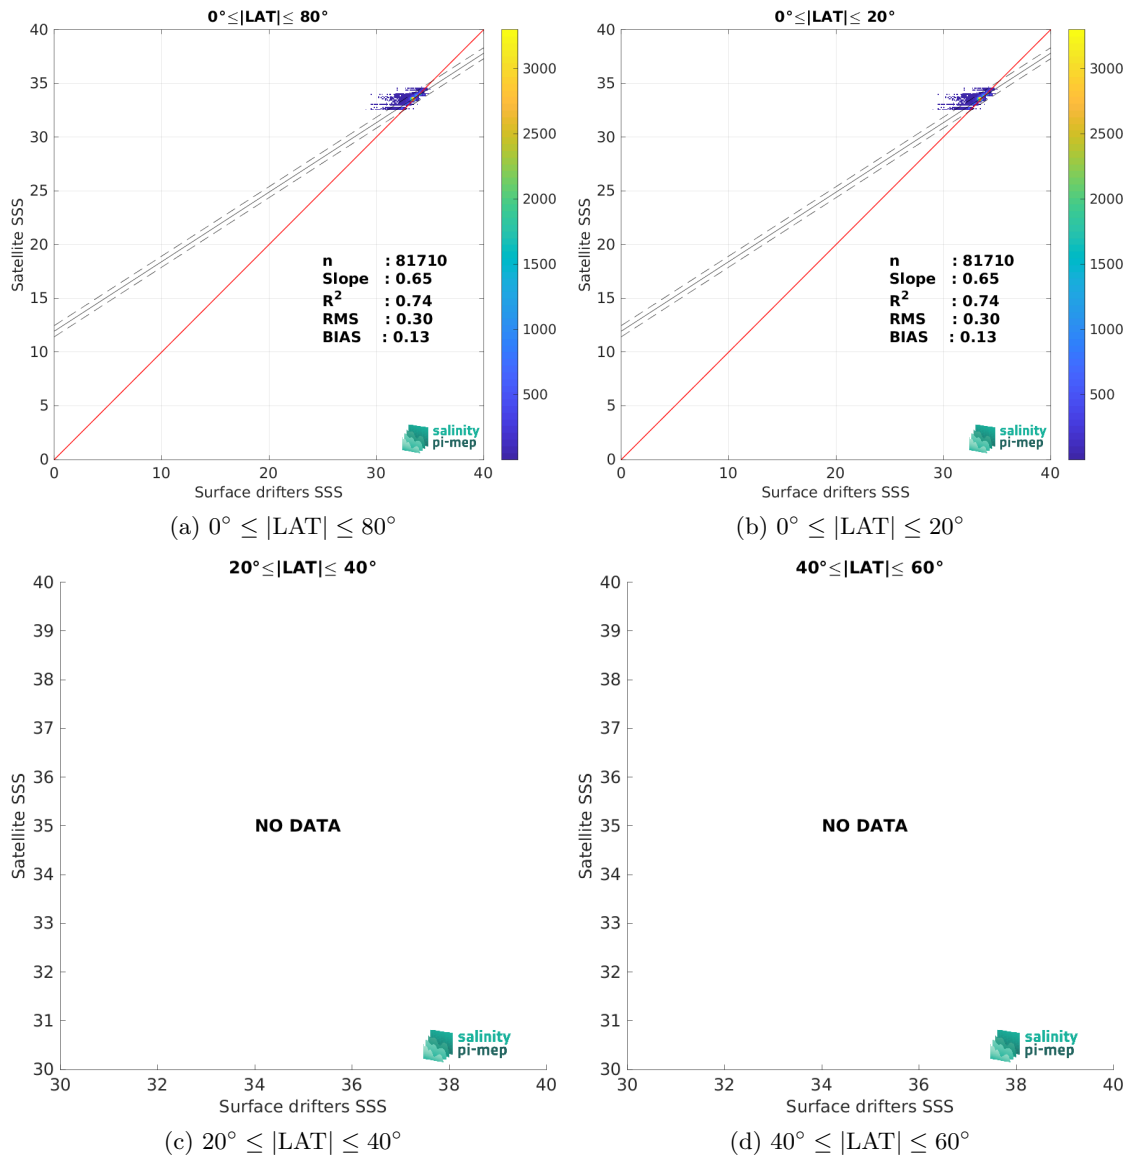 0°≤|LAT|≤ 80°
40
35
30
25
20
15
10
5
0
0
10
20
30
40
Satellite SSS
Surface drifters SSS
n : 81710
Slope : 0.65
R² : 0.74
RMS : 0.30
BIAS : 0.13
3000
2500
2000
1500
1000
500
salinity
pi-mep
(a) 0° ≤ |LAT| ≤ 80°
0°≤|LAT|≤ 20°
40
35
30
25
20
15
10
5
0
0
10
20
30
40
Satellite SSS
Surface drifters SSS
n : 81710
Slope : 0.65
R² : 0.74
RMS : 0.30
BIAS : 0.13
3000
2500
2000
1500
1000
500
salinity
pi-mep
(b) 0° ≤ |LAT| ≤ 20°
20°≤|LAT|≤ 40°
40
39
38
37
36
35
34
33
32
31
30
30
32
34
36
38
40
Satellite SSS
Surface drifters SSS
NO DATA
salinity
pi-mep
(c) 20° ≤ |LAT| ≤ 40°
40°≤|LAT|≤ 60°
40
39
38
37
36
35
34
33
32
31
30
30
32
34
36
38
40
Satellite SSS
Surface drifters SSS
NO DATA
salinity
pi-mep
(d) 40° ≤ |LAT| ≤ 60°